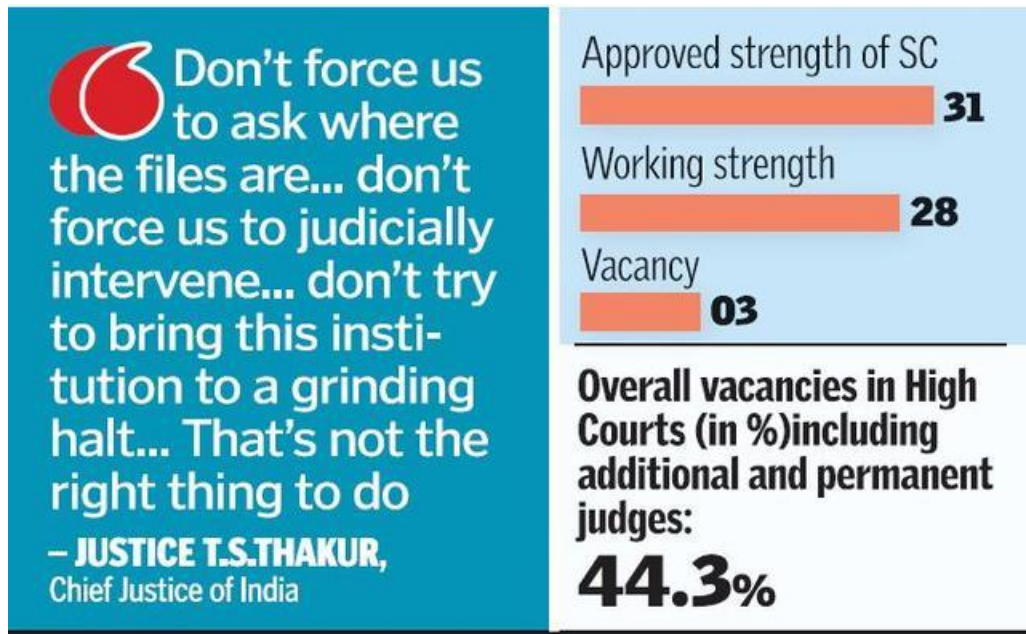 Don't force us
to ask where
the files are... don't
force us to judicially
intervene... don't try
to bring this insti-
tution to a grinding
halt... That's not the
right thing to do
– JUSTICE T.S.THAKUR,
Chief Justice of India
Approved strength of SC
31
Working strength
28
Vacancy
03
Overall vacancies in High
Courts (in %)including
additional and permanent
judges:
44.3%